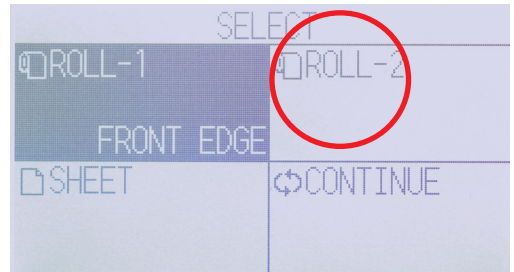 SELECT
ROLL-1
ROLL-2
FRONT EDGE
SHEET
CONTINUE